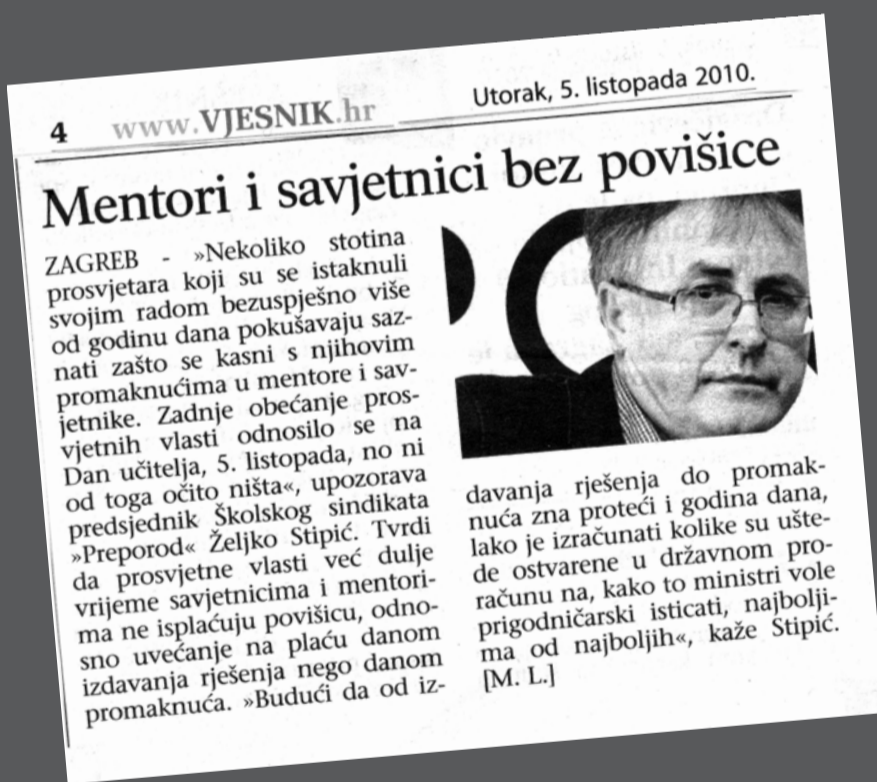 4 www.VJESNIK.hr Utorak, 5. listopada 2010.
Mentori i savjetnici bez povišice
ZAGREB - »Nekoliko stotina
prosvjetara koji su se istaknuli
svojim radom bezuspješno više
od godinu dana pokušavaju saz-
nati zašto se kasni s njihovim
promaknućima u mentore i sav-
jetnike. Zadnje obećanje pros-
vjetnih vlasti odnosilo se na
Dan učitelja, 5. listopada, no ni
od toga očito ništa«, upozorava
predsjednik Školskog sindikata
»Preporod« Željko Stipić. Tvrdi
da prosvjetne vlasti već dulje
vrijeme savjetnicima i mentori-
ma ne isplaćuju povišicu, odno-
sno uvećanje na plaću danom
izdavanja rješenja nego danom
promaknuća. »Budući da od iz-
davanja rješenja do promak-
nuća zna proteći i godina dana,
lako je izračunati kolike su ušte-
de ostvarene u državnom pro-
računu na, kako to ministri vole
prigodničarski isticati, najbolji-
ma od najboljih«, kaže Stipić.
[M. L.]